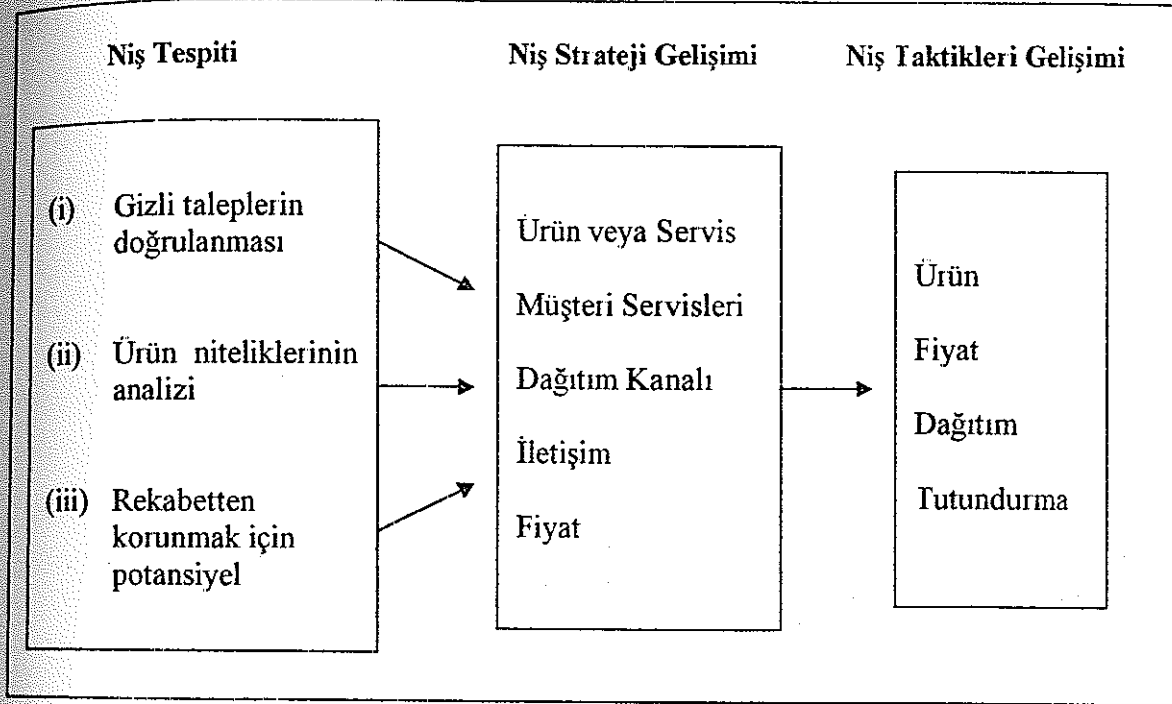 Niş Tespiti
Niş Strateji Gelişimi
Niş Taktikleri Gelişimi
(i) Gizli taleplerin
doğrulanması
(ii) Ürün niteliklerinin
analizi
(iii) Rekabetten
korunmak için
potansiyel
Ürün veya Servis
Müşteri Servisleri
Dağıtım Kanalı
İletişim
Fiyat
Ürün
Fiyat
Dağıtım
Tutundurma